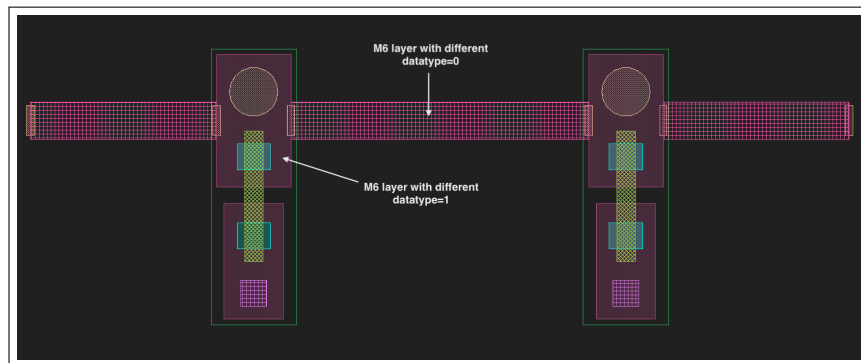 M6 layer with different
datatype=0
M6 layer with different
datatype=1